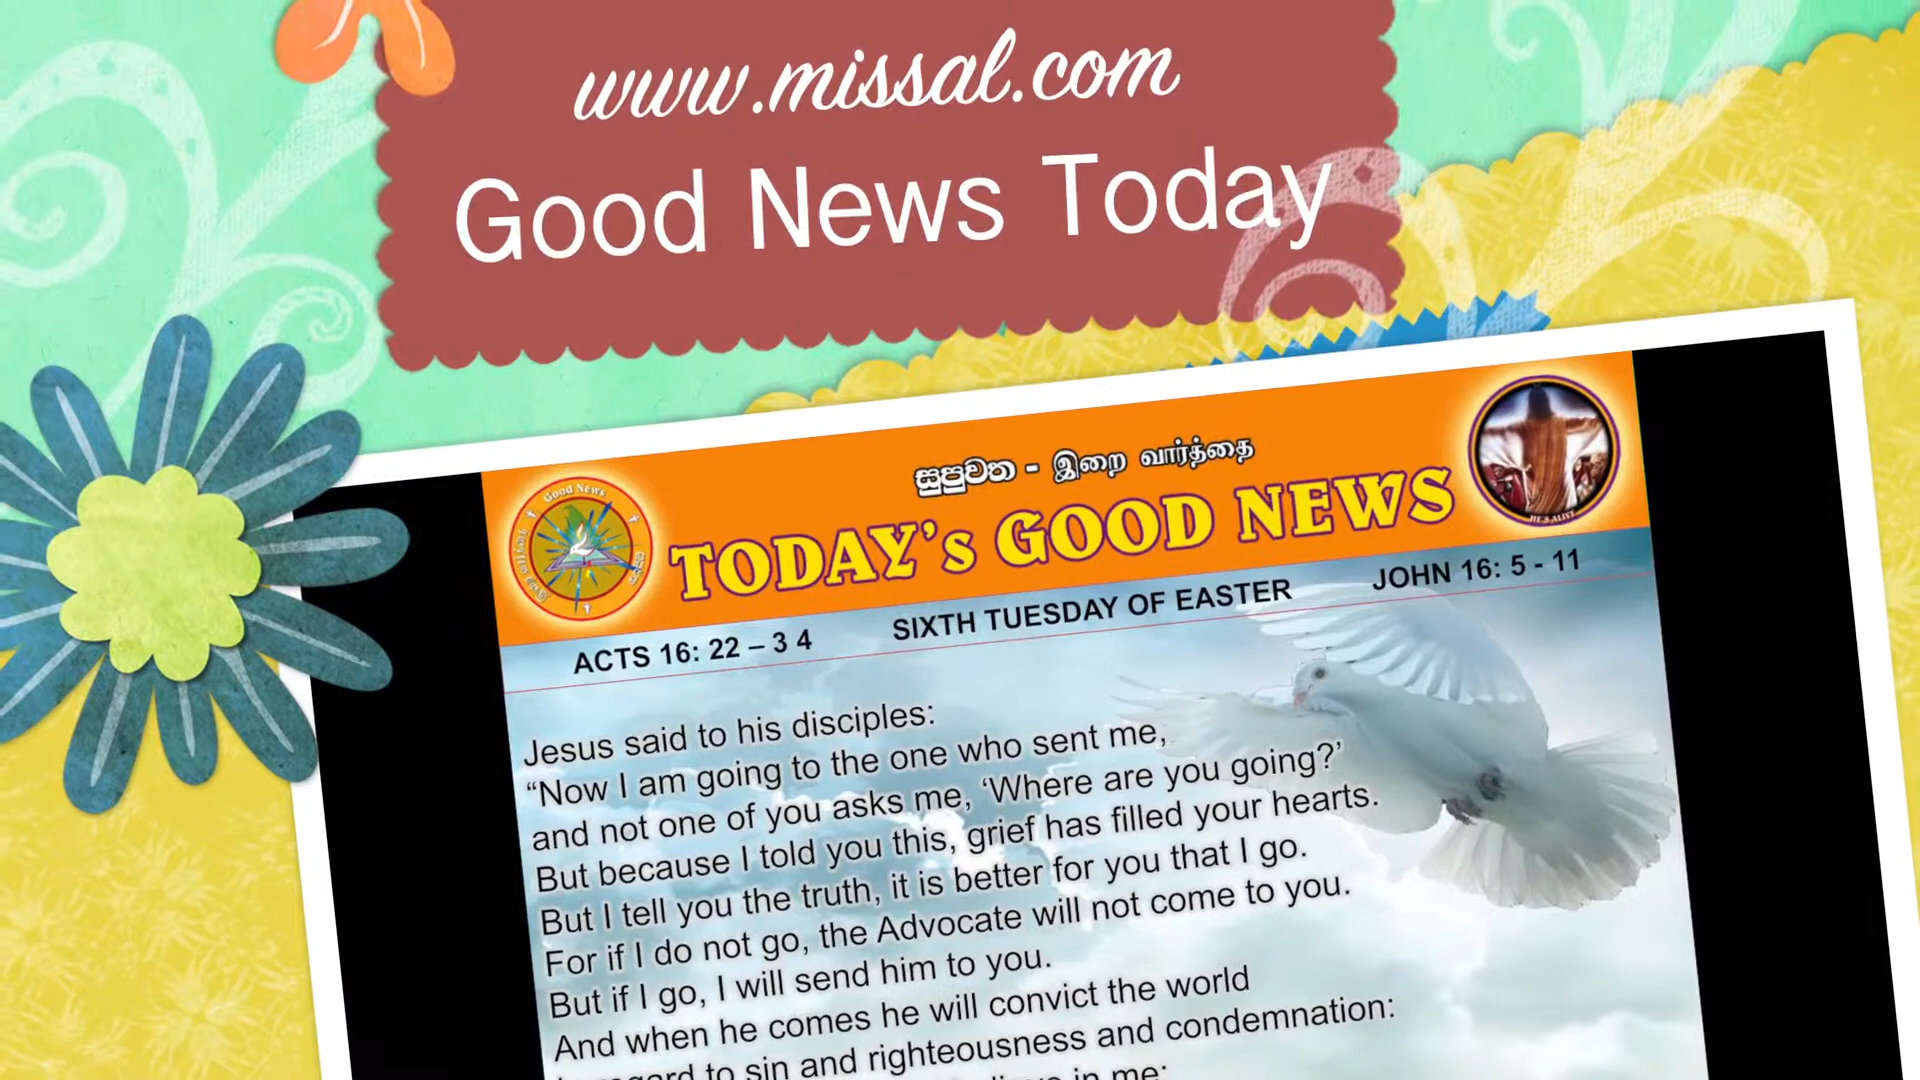 www.missal.com
Good News Today
සුපුවත - இறை வார்த்தை
Good News
TODAY's GOOD NEWS
HE'S ALIVE
ACTS 16: 22 – 3 4 SIXTH TUESDAY OF EASTER JOHN 16: 5 - 11
Jesus said to his disciples:
“Now I am going to the one who sent me,
and not one of you asks me, ‘Where are you going?’
But because I told you this, grief has filled your hearts.
But I tell you the truth, it is better for you that I go.
For if I do not go, the Advocate will not come to you.
But if I go, I will send him to you.
And when he comes he will convict the world
to sin and righteousness and condemnation:
in me: